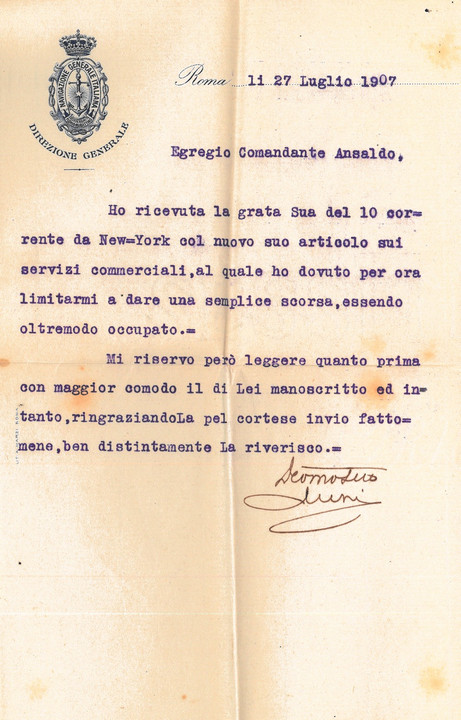 NAVIGAZIONE GENERALE ITALIANA
DIREZIONE GENERALE
Roma li 27 Luglio 1907
Egregio Comandante Ansaldo,
Ho ricevuta la grata Sua del 10 cor=
rente da New=York col nuovo suo articolo sui
servizi commerciali,al quale ho dovuto per ora
limitarmi a dare una semplice scorsa,essendo
oltremodo occupato.=
Mi riservo però leggere quanto prima
con maggior comodo il di Lei manoscritto ed in=
tanto,ringraziandoLa pel cortese invio fatto=
mene,ben distintamente La riverisco.=